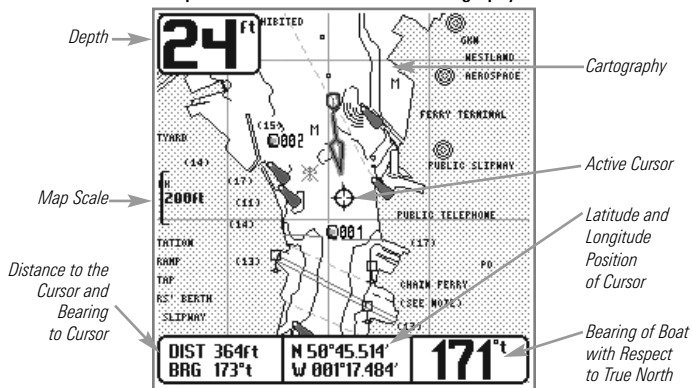 24 ft
HIBITED
GKN
WESTLAND
AEROSPACE
M
M
FERRY TERMINAL
(15)
002
TYARD
(14)
PUBLIC SLIPWAY
(17)
200ft
(11)
(14)
PUBLIC TELEPHONE
001
(17)
TATION
RAMP
(13)
PO
TAP
CHAIN FERRY
RS' BERTH
(SEE NOTE)
SLIPWAY
DIST 364ft
BRG 173°t
N 50°45.514'
W 001°17.484'
171°t
Depth
Cartography
Active Cursor
Map Scale
Latitude and
Longitude
Position
of Cursor
Distance to the
Cursor and
Bearing
to Cursor
Bearing of Boat
with Respect
to True North